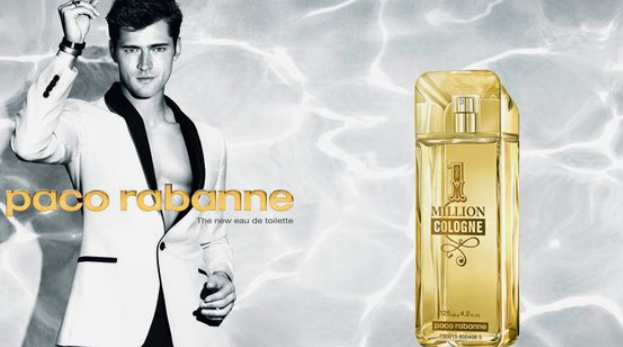 paco rabanne
The new eau de toilette
1
MILLION
COLOGNE
paco rabanne